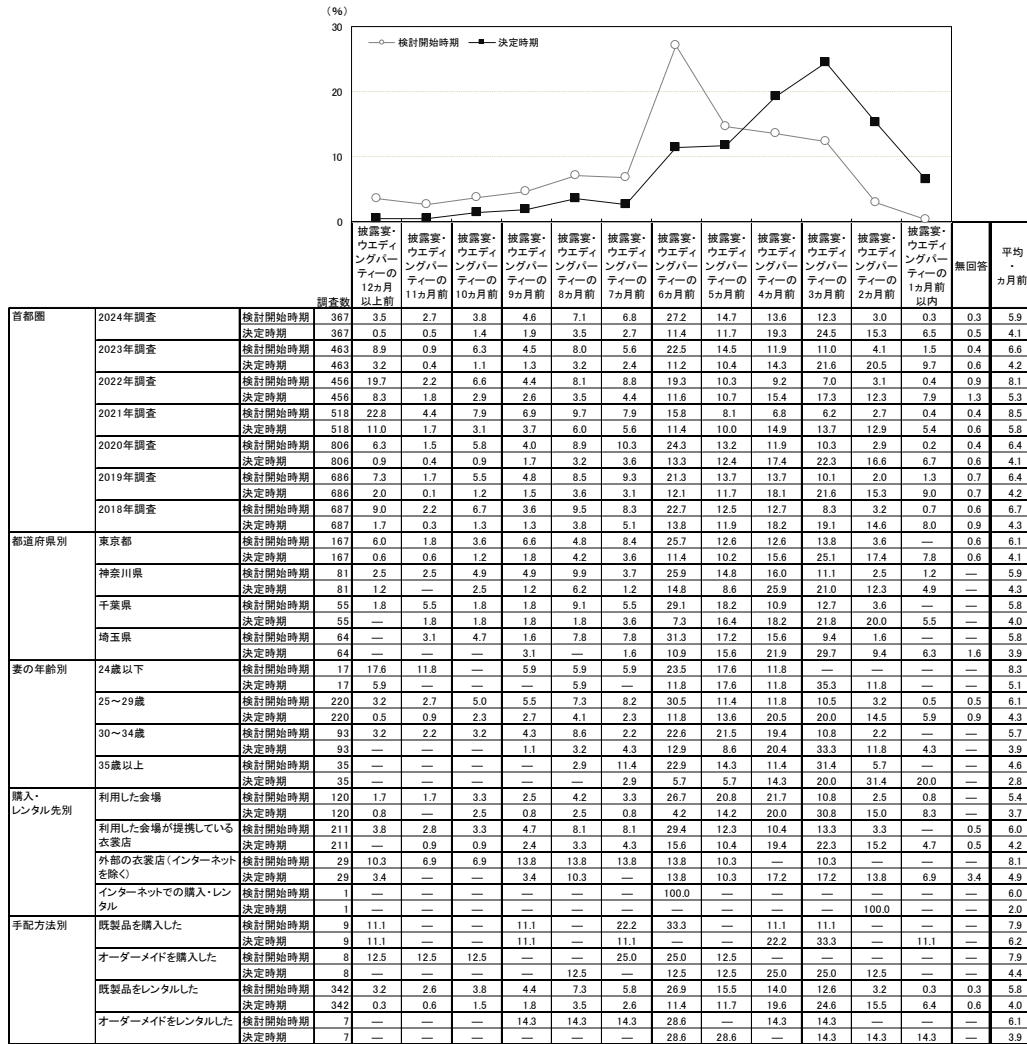 (%)
30
20
10
0
検討開始時期 決定時期
調査数 披露宴・ウエディングパーティーの12ヵ月以上前 披露宴・ウエディングパーティーの11ヵ月前 披露宴・ウエディングパーティーの10ヵ月前 披露宴・ウエディングパーティーの9ヵ月前 披露宴・ウエディングパーティーの8ヵ月前 披露宴・ウエディングパーティーの7ヵ月前 披露宴・ウエディングパーティーの6ヵ月前 披露宴・ウエディングパーティーの5ヵ月前 披露宴・ウエディングパーティーの4ヵ月前 披露宴・ウエディングパーティーの3ヵ月前 披露宴・ウエディングパーティーの2ヵ月前 披露宴・ウエディングパーティーの1ヵ月前以内 無回答 平均・ヵ月前
首都圏 2024年調査 検討開始時期 367 3.5 2.7 3.8 4.6 7.1 6.8 27.2 14.7 13.6 12.3 3.0 0.3 0.3 5.9
決定時期 367 0.5 0.5 1.4 1.9 3.5 2.7 11.4 11.7 19.3 24.5 15.3 6.5 0.5 4.1
2023年調査 検討開始時期 463 8.9 0.9 6.3 4.5 8.0 5.6 22.5 14.5 11.9 11.0 4.1 1.5 0.4 6.6
決定時期 463 3.2 0.4 1.1 1.3 3.2 2.4 11.2 10.4 14.3 21.6 20.5 9.7 0.6 4.2
2022年調査 検討開始時期 456 19.7 2.2 6.6 4.4 8.1 8.8 19.3 10.3 9.2 7.0 3.1 0.4 0.9 8.1
決定時期 456 8.3 1.8 2.9 2.6 3.5 4.4 11.6 10.7 15.4 17.3 12.3 7.9 1.3 5.3
2021年調査 検討開始時期 518 22.8 4.4 7.9 6.9 9.7 7.9 15.8 8.1 6.8 6.2 2.7 0.4 0.4 8.5
決定時期 518 11.0 1.7 3.1 3.7 6.0 5.6 11.4 10.0 14.9 13.7 12.9 5.4 0.6 5.8
2020年調査 検討開始時期 806 6.3 1.5 5.8 4.0 8.9 10.3 24.3 13.2 11.9 10.3 2.9 0.2 0.4 6.4
決定時期 806 0.9 0.4 0.9 1.7 3.2 3.6 13.3 12.4 17.4 22.3 16.6 6.7 0.6 4.1
2019年調査 検討開始時期 686 7.3 1.7 5.5 4.8 8.5 9.3 21.3 13.7 13.7 10.1 2.0 1.3 0.7 6.4
決定時期 686 2.0 0.1 1.2 1.5 3.6 3.1 12.1 11.7 18.1 21.6 15.3 9.0 0.7 4.2
2018年調査 検討開始時期 687 9.0 2.2 6.7 3.6 9.5 8.3 22.7 12.5 12.7 8.3 3.2 0.7 0.6 6.7
決定時期 687 1.7 0.3 1.3 1.3 3.8 5.1 13.8 11.9 18.2 19.1 14.6 8.0 0.9 4.3
都道府県別 東京都 検討開始時期 167 6.0 1.8 3.6 6.6 4.8 8.4 25.7 12.6 12.6 13.8 3.6 — 0.6 6.1
決定時期 167 0.6 0.6 1.2 1.8 4.2 3.6 11.4 10.2 15.6 25.1 17.4 7.8 0.6 4.1
神奈川県 検討開始時期 81 2.5 2.5 4.9 4.9 9.9 3.7 25.9 14.8 16.0 11.1 2.5 1.2 — 5.9
決定時期 81 1.2 — 2.5 1.2 6.2 1.2 14.8 8.6 25.9 21.0 12.3 4.9 — 4.3
千葉県 検討開始時期 55 1.8 5.5 1.8 1.8 9.1 5.5 29.1 18.2 10.9 12.7 3.6 — — 5.8
決定時期 55 — 1.8 1.8 1.8 1.8 3.6 7.3 16.4 18.2 21.8 20.0 5.5 — 4.0
埼玉県 検討開始時期 64 — 3.1 4.7 1.6 7.8 7.8 31.3 17.2 15.6 9.4 1.6 — — 5.8
決定時期 64 — — — 3.1 — 1.6 10.9 15.6 21.9 29.7 9.4 6.3 1.6 3.9
妻の年齢別 24歳以下 検討開始時期 17 17.6 11.8 — 5.9 5.9 5.9 23.5 17.6 11.8 — — — — 8.3
決定時期 17 5.9 — — — 5.9 — 11.8 17.6 11.8 35.3 11.8 — — 5.1
25～29歳 検討開始時期 220 3.2 2.7 5.0 5.5 7.3 8.2 30.5 11.4 11.8 10.5 3.2 0.5 0.5 6.1
決定時期 220 0.5 0.9 2.3 2.7 4.1 2.3 11.8 13.6 20.5 20.0 14.5 5.9 0.9 4.3
30～34歳 検討開始時期 93 3.2 2.2 3.2 4.3 8.6 2.2 22.6 21.5 19.4 10.8 2.2 — — 5.7
決定時期 93 — — — 1.1 3.2 4.3 12.9 8.6 20.4 33.3 11.8 4.3 — 3.9
35歳以上 検討開始時期 35 — — — — 2.9 11.4 22.9 14.3 11.4 31.4 5.7 — — 4.6
決定時期 35 — — — — — 2.9 5.7 5.7 14.3 20.0 31.4 20.0 — 2.8
購入・レンタル先別 利用した会場 検討開始時期 120 1.7 1.7 3.3 2.5 4.2 3.3 26.7 20.8 21.7 10.8 2.5 0.8 — 5.4
決定時期 120 0.8 — 2.5 0.8 2.5 0.8 4.2 14.2 20.0 30.8 15.0 8.3 — 3.7
利用した会場が提携している衣裳店 検討開始時期 211 3.8 2.8 3.3 4.7 8.1 8.1 29.4 12.3 10.4 13.3 3.3 — 0.5 6.0
決定時期 211 — 0.9 0.9 2.4 3.3 4.3 15.6 10.4 19.4 22.3 15.2 4.7 0.5 4.2
外部の衣裳店（インターネットを除く） 検討開始時期 29 10.3 6.9 6.9 13.8 13.8 13.8 13.8 10.3 — 10.3 — — — 8.1
決定時期 29 3.4 — — 3.4 10.3 — 13.8 10.3 17.2 17.2 13.8 6.9 3.4 4.9
インターネットでの購入・レンタル 検討開始時期 1 — — — — — — 100.0 — — — — — — 6.0
決定時期 1 — — — — — — — — — — 100.0 — — 2.0
手配方法別 既製品を購入した 検討開始時期 9 11.1 — — 11.1 — 22.2 33.3 — 11.1 11.1 — — — 7.9
決定時期 9 11.1 — — 11.1 — 11.1 — — 22.2 33.3 — 11.1 — 6.2
オーダーメイドを購入した 検討開始時期 8 12.5 12.5 12.5 — — 25.0 25.0 12.5 — — — — — 7.9
決定時期 8 — — — — 12.5 — 12.5 12.5 25.0 25.0 12.5 — — 4.4
既製品をレンタルした 検討開始時期 342 3.2 2.6 3.8 4.4 7.3 5.8 26.9 15.5 14.0 12.6 3.2 0.3 0.3 5.8
決定時期 342 0.3 0.6 1.5 1.8 3.5 2.6 11.4 11.7 19.6 24.6 15.5 6.4 0.6 4.0
オーダーメイドをレンタルした 検討開始時期 7 — — — 14.3 14.3 14.3 28.6 — 14.3 14.3 — — — 6.1
決定時期 7 — — — — — — 28.6 28.6 — 14.3 14.3 14.3 — 3.9